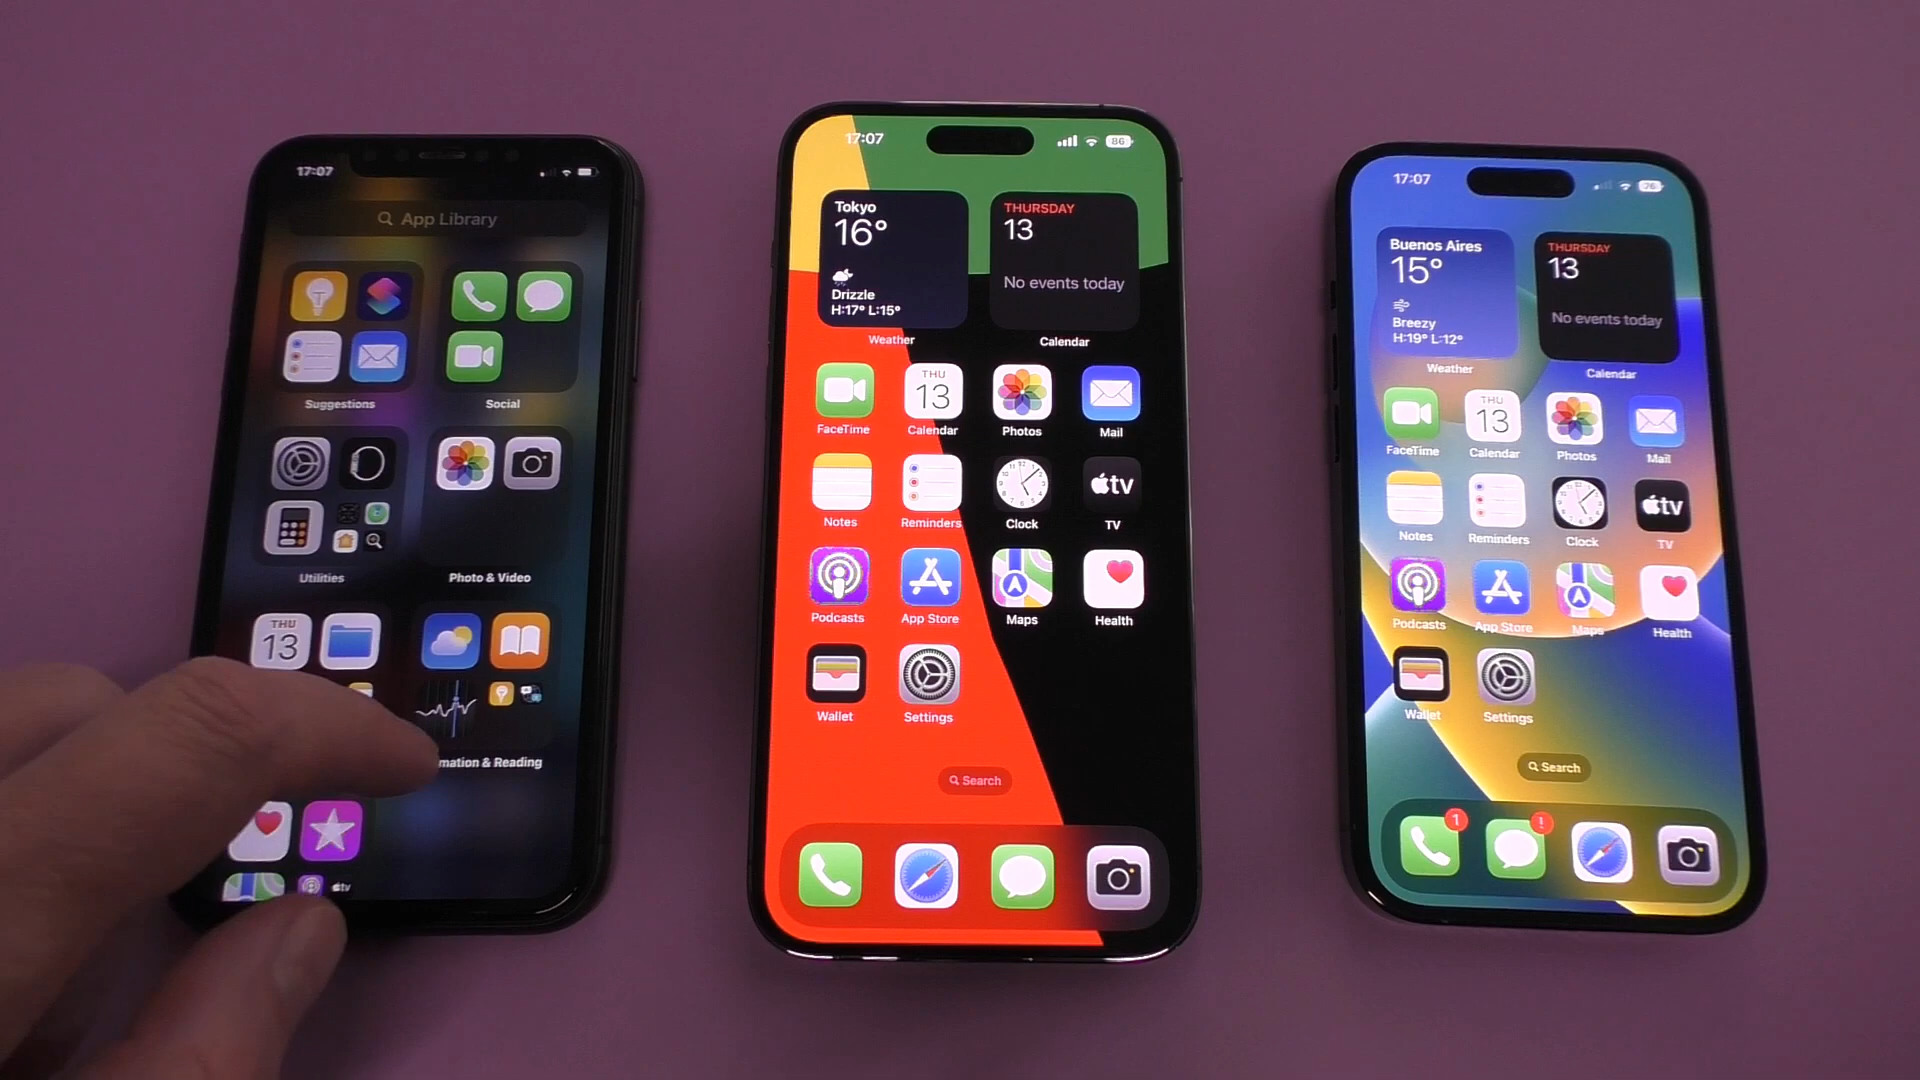 17:07
App Library
Suggestions
Social
Utilities
Photo & Video
THU
13
mation & Reading
tv
17:07
86
Tokyo
16°
Drizzle
H:17° L:15°
Weather
THURSDAY
13
No events today
Calendar
THU
13
FaceTime
Calendar
Photos
Mail
tv
Notes
Reminders
Clock
TV
Podcasts
App Store
Maps
Health
Wallet
Settings
Search
17:07
76
Buenos Aires
15°
Breezy
H:19° L:12°
Weather
THURSDAY
13
No events today
Calendar
THU
13
FaceTime
Calendar
Photos
Mail
tv
Notes
Reminders
Clock
TV
Podcasts
App Store
Maps
Health
Wallet
Settings
Search
1
1